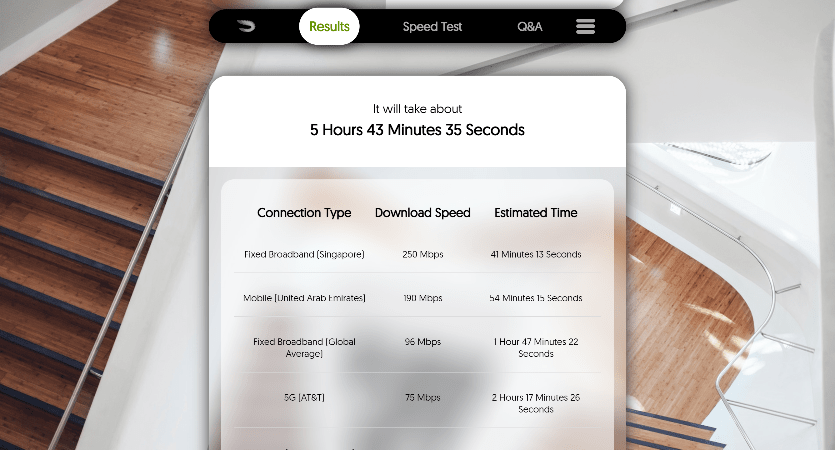 Results Speed Test Q&A
It will take about
5 Hours 43 Minutes 35 Seconds
Connection Type Download Speed Estimated Time
Fixed Broadband (Singapore) 250 Mbps 41 Minutes 13 Seconds
Mobile (United Arab Emirates) 190 Mbps 54 Minutes 15 Seconds
Fixed Broadband (Global Average) 96 Mbps 1 Hour 47 Minutes 22 Seconds
5G (AT&T) 75 Mbps 2 Hours 17 Minutes 26 Seconds